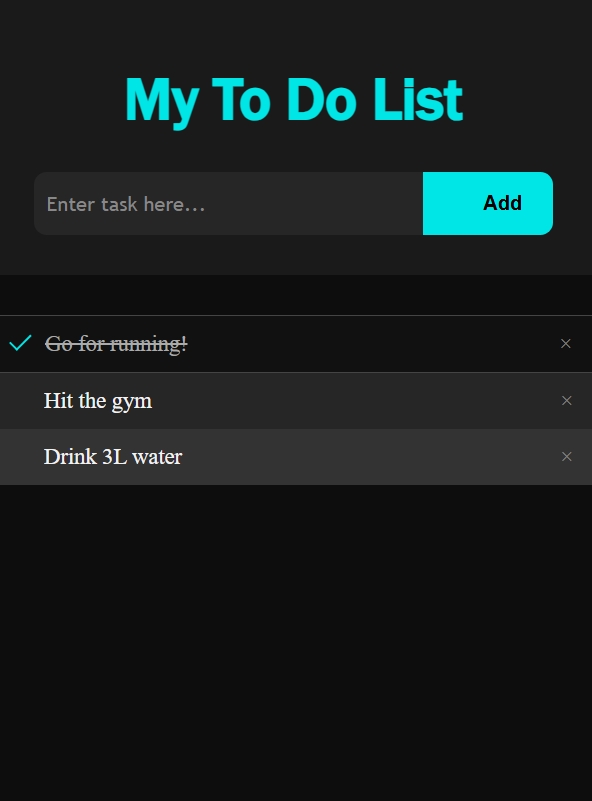 My To Do List
Enter task here...
Add
Go for running!
×
Hit the gym
×
Drink 3L water
×